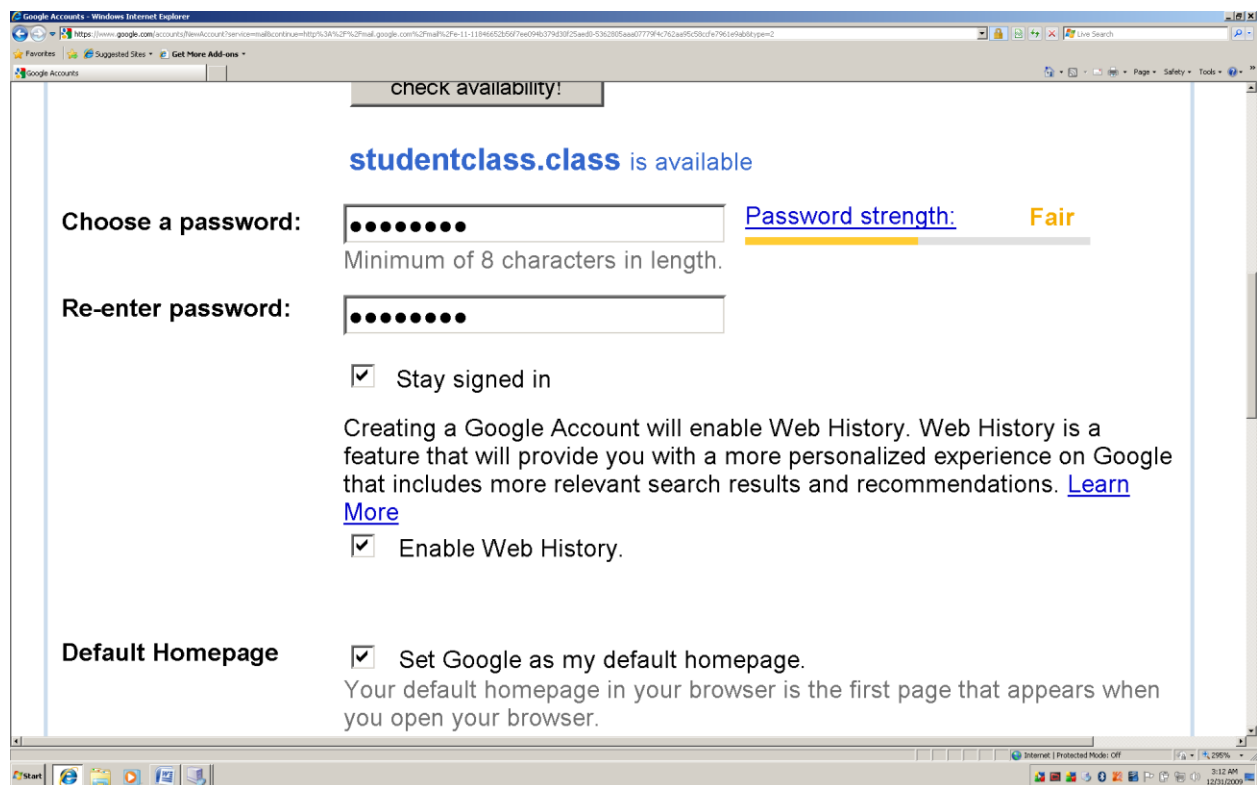 Google Accounts - Windows Internet Explorer
Live Search
Favorites Suggested Sites Get More Add-ons
Google Accounts Page Safety Tools
check availability!
studentclass.class is available
Choose a password: Password strength: Fair
Minimum of 8 characters in length.
Re-enter password:
Stay signed in
Creating a Google Account will enable Web History. Web History is a
feature that will provide you with a more personalized experience on Google
that includes more relevant search results and recommendations. Learn
More
Enable Web History.
Default Homepage Set Google as my default homepage.
Your default homepage in your browser is the first page that appears when
you open your browser.
Internet | Protected Mode: Off 295%
Start 3:12 AM
12/31/2009